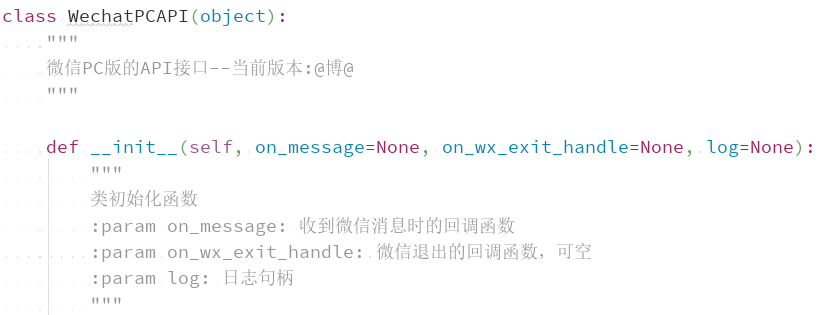 class WechatPCAPI(object):
"""
微信PC版的API接口--当前版本:@博@
"""
def __init__(self, on_message=None, on_wx_exit_handle=None, log=None):
"""
类初始化函数
:param on_message: 收到微信消息时的回调函数
:param on_wx_exit_handle: 微信退出的回调函数，可空
:param log: 日志句柄
"""